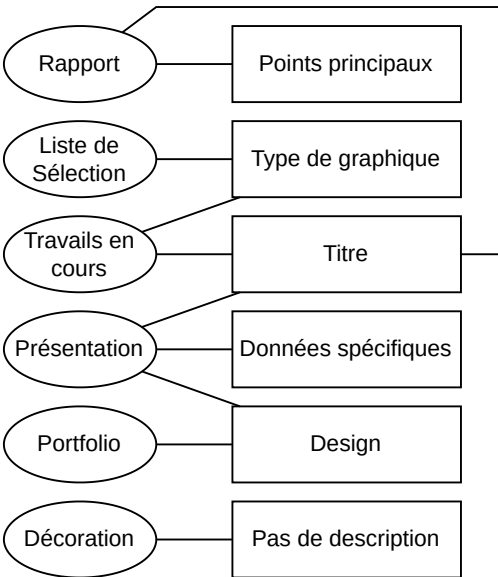 Rapport
Points principaux
Liste de
Sélection
Type de graphique
Travails en
cours
Titre
Présentation
Données spécifiques
Portfolio
Design
Décoration
Pas de description